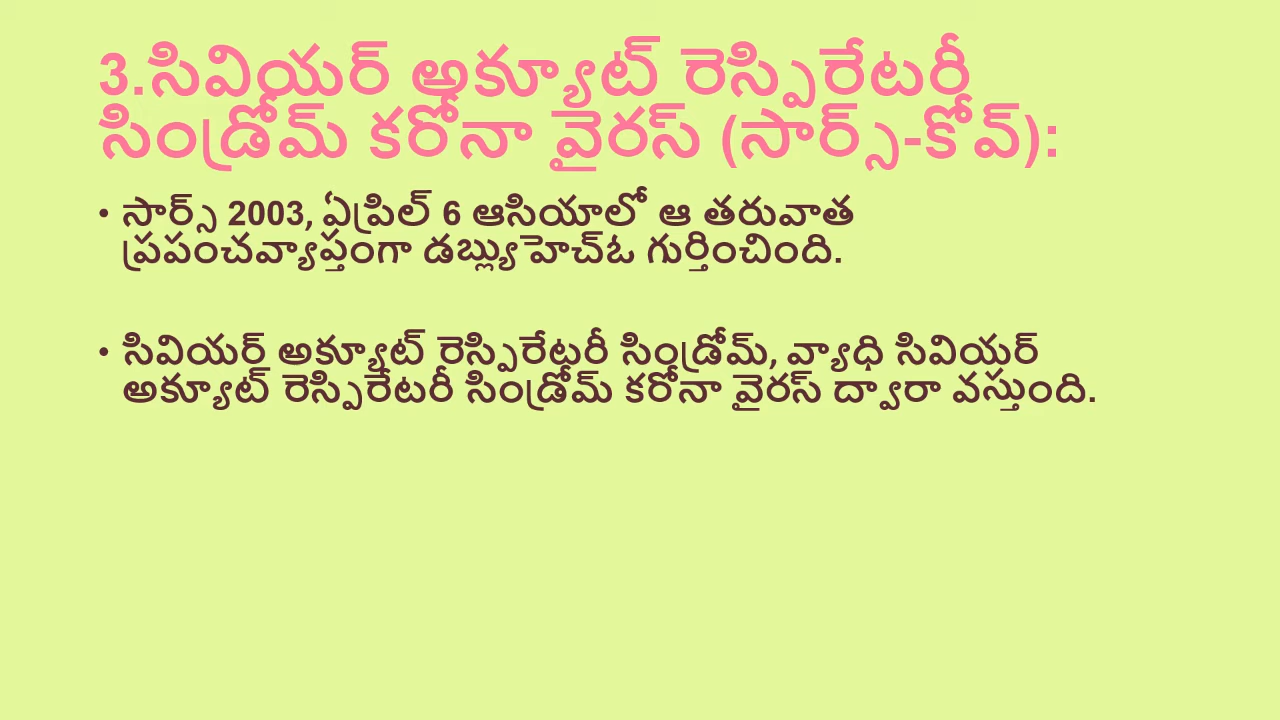 3.సివియర్ అక్యూట్ రెస్పిరేటరీ
సిండ్రోమ్ కరోనా వైరస్ (సార్స్-కోవ్):
• సార్స్ 2003, ఏప్రిల్ 6 ఆసియాలో ఆ తరువాత
ప్రపంచవ్యాప్తంగా డబ్ల్యుహెచ్ఓ గుర్తించింది.
• సివియర్ అక్యూట్ రెస్పిరేటరీ సిండ్రోమ్, వ్యాధి సివియర్
అక్యూట్ రెస్పిరేటరీ సిండ్రోమ్ కరోనా వైరస్ ద్వారా వస్తుంది.